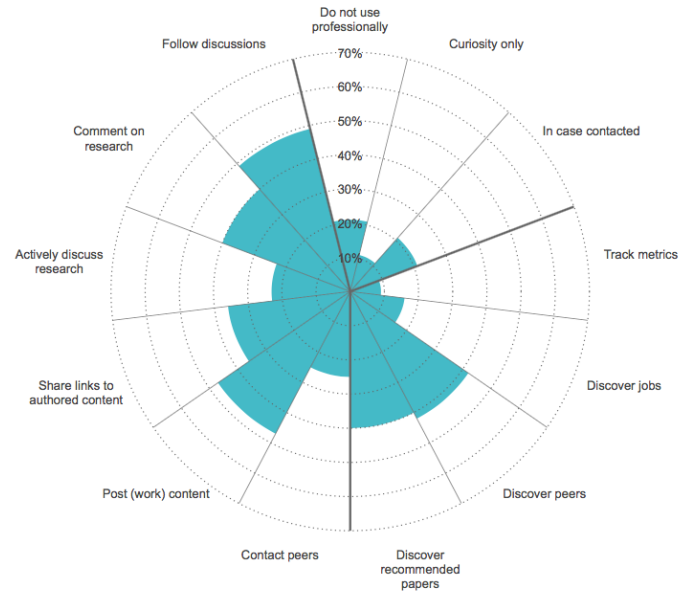 Do not use
professionally
Follow discussions
Curiosity only
70%
60%
50%
40%
30%
20%
10%
Comment on
research
In case contacted
Actively discuss
research
Track metrics
Share links to
authored content
Discover jobs
Post (work) content
Discover peers
Contact peers
Discover
recommended
papers